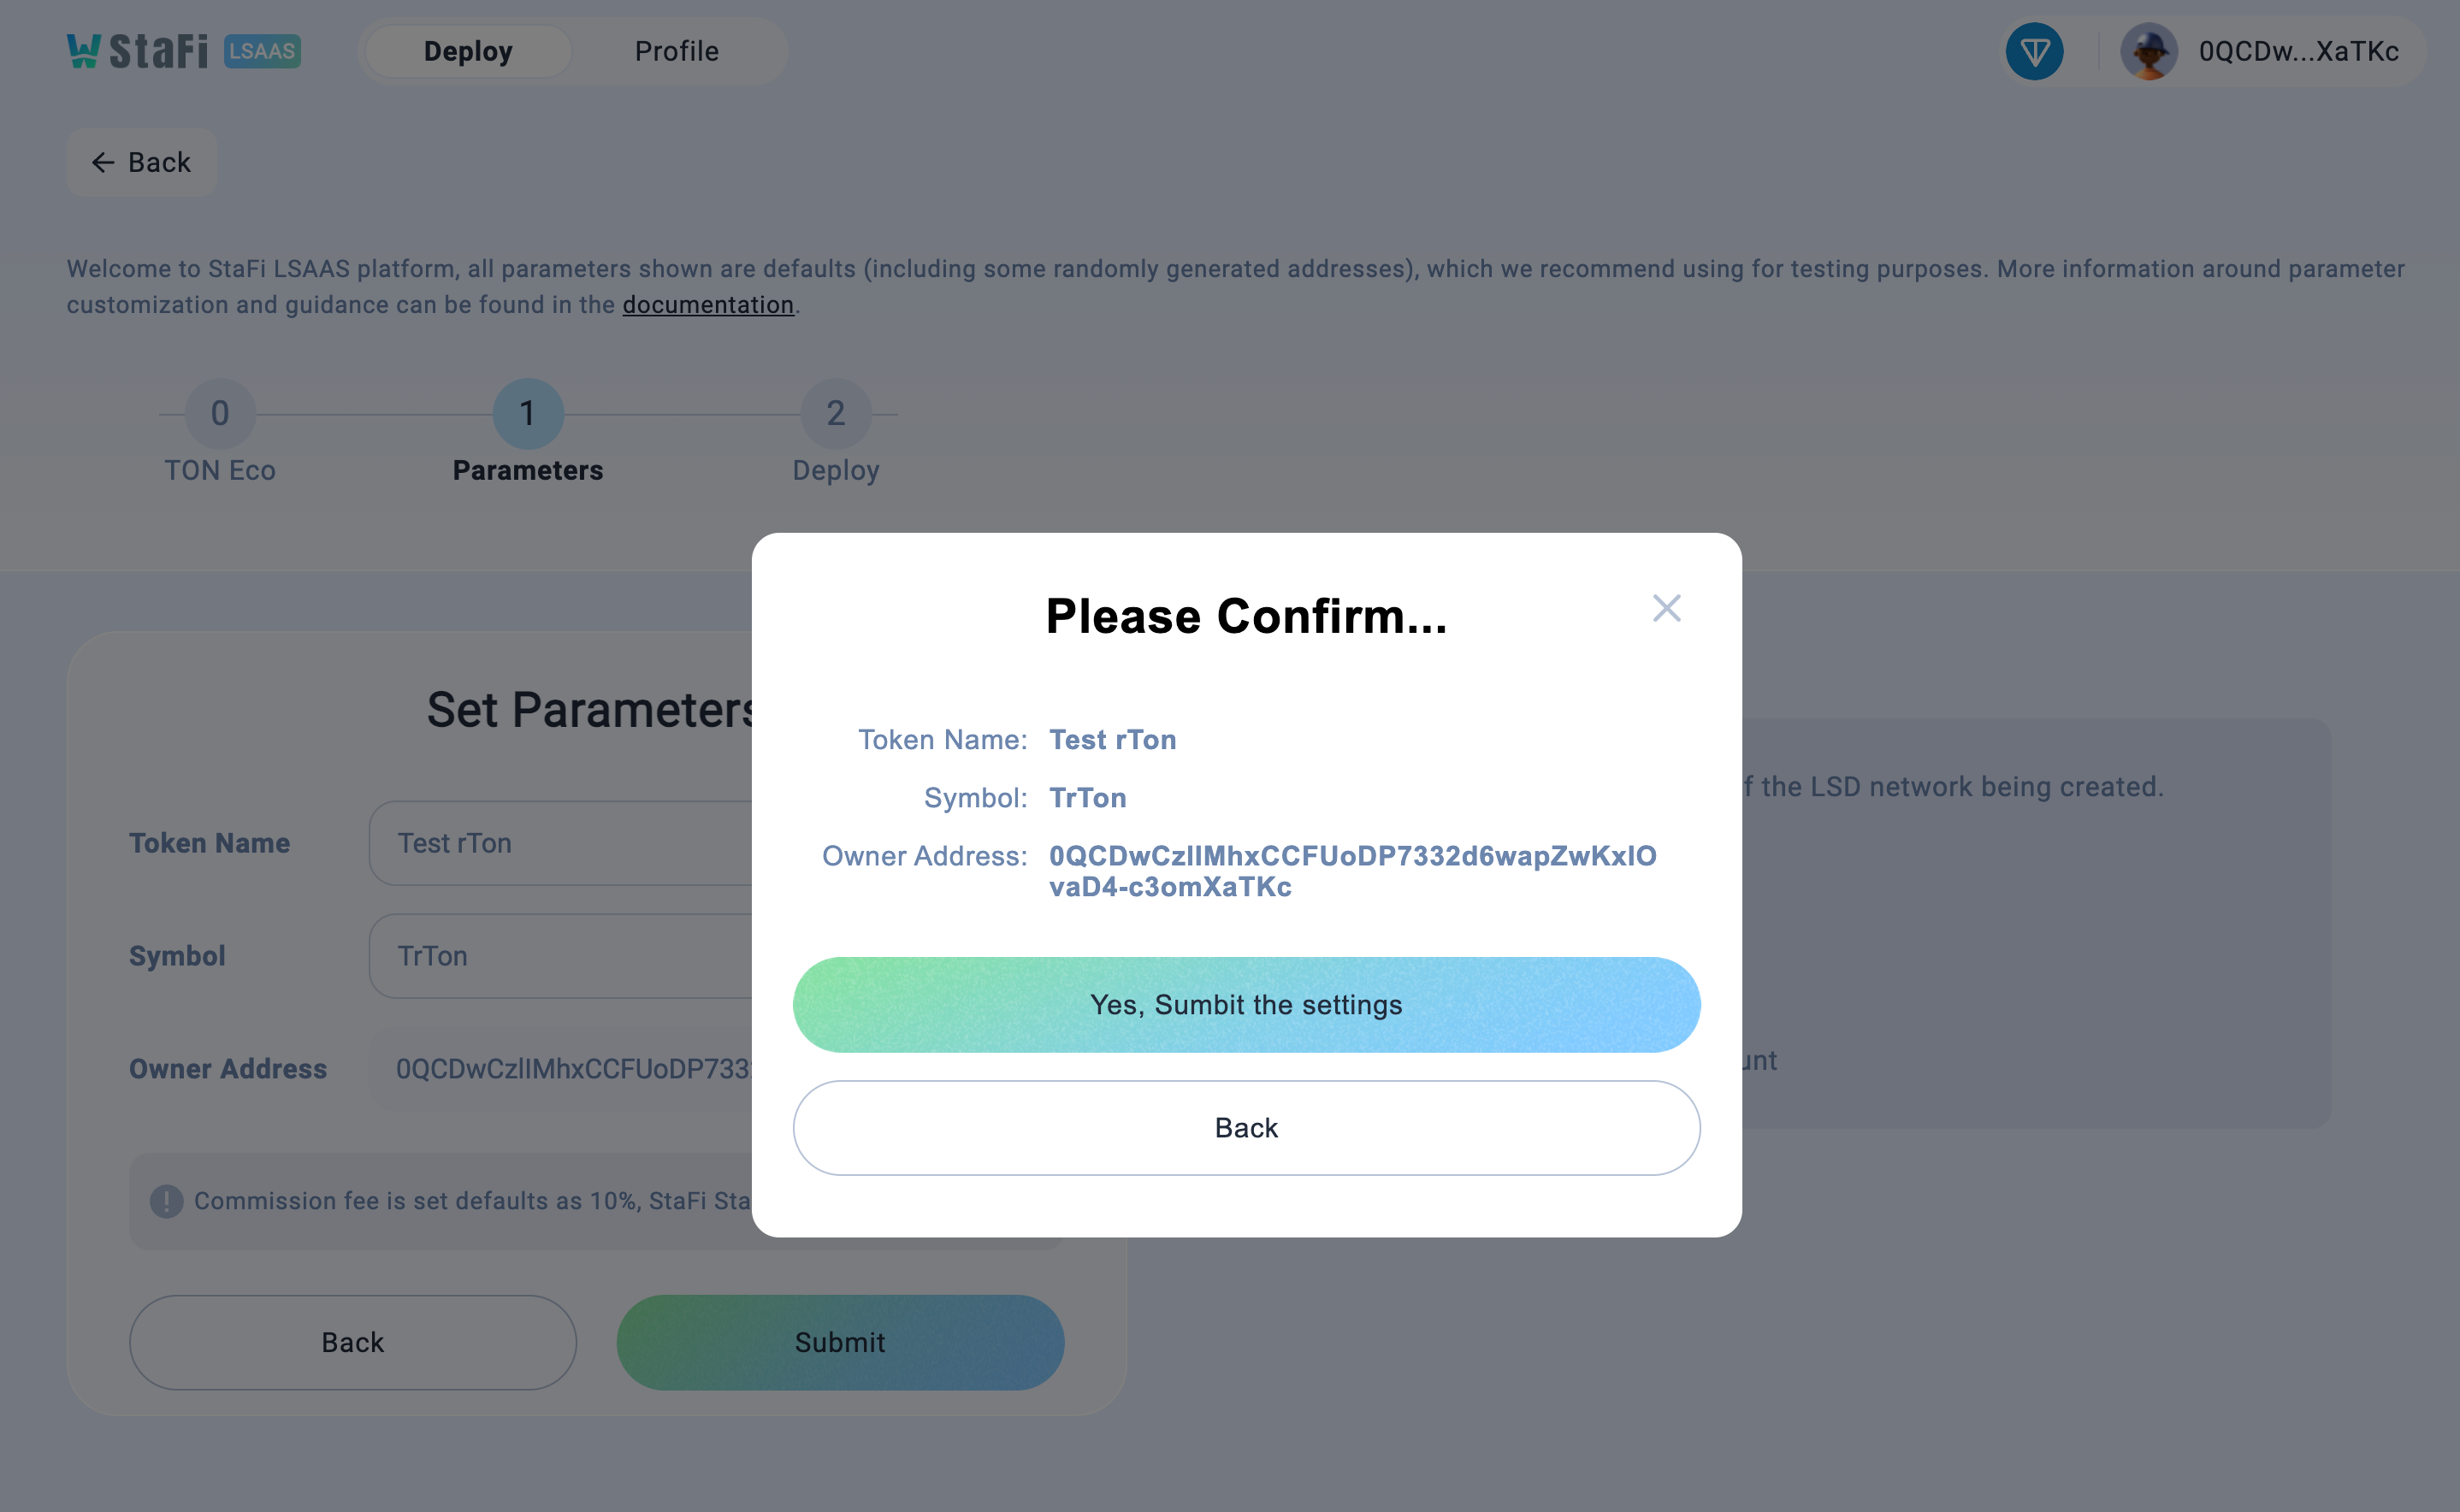 StaFi LSAAS Deploy Profile 0QCDw...XaTKc
← Back
Welcome to StaFi LSAAS platform, all parameters shown are defaults (including some randomly generated addresses), which we recommend using for testing purposes. More information around parameter
customization and guidance can be found in the documentation.
0 1 2
TON Eco Parameters Deploy
Please Confirm...
Token Name: Test rTon
Symbol: TrTon
Owner Address: 0QCDwCzlIMhxCCFUoDP7332d6wapZwKxIO
vaD4-c3omXaTKc
Yes, Sumbit the settings
Back
Set Parameters
Token Name Test rTon
Symbol TrTon
Owner Address 0QCDwCzlIMhxCCFUoDP733
Commission fee is set defaults as 10%, StaFi Sta
Back Submit
f the LSD network being created.
unt